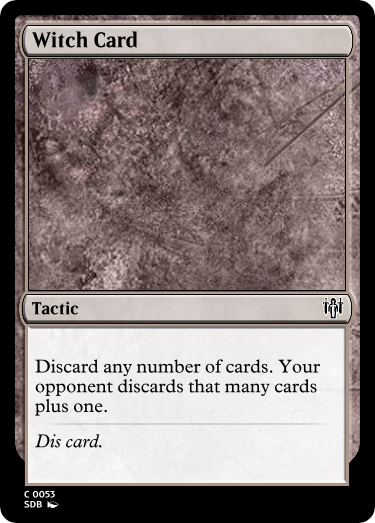 Witch Card
Tactic
Discard any number of cards. Your
opponent discards that many cards
plus one.
Dis card.
C 0053
SDB